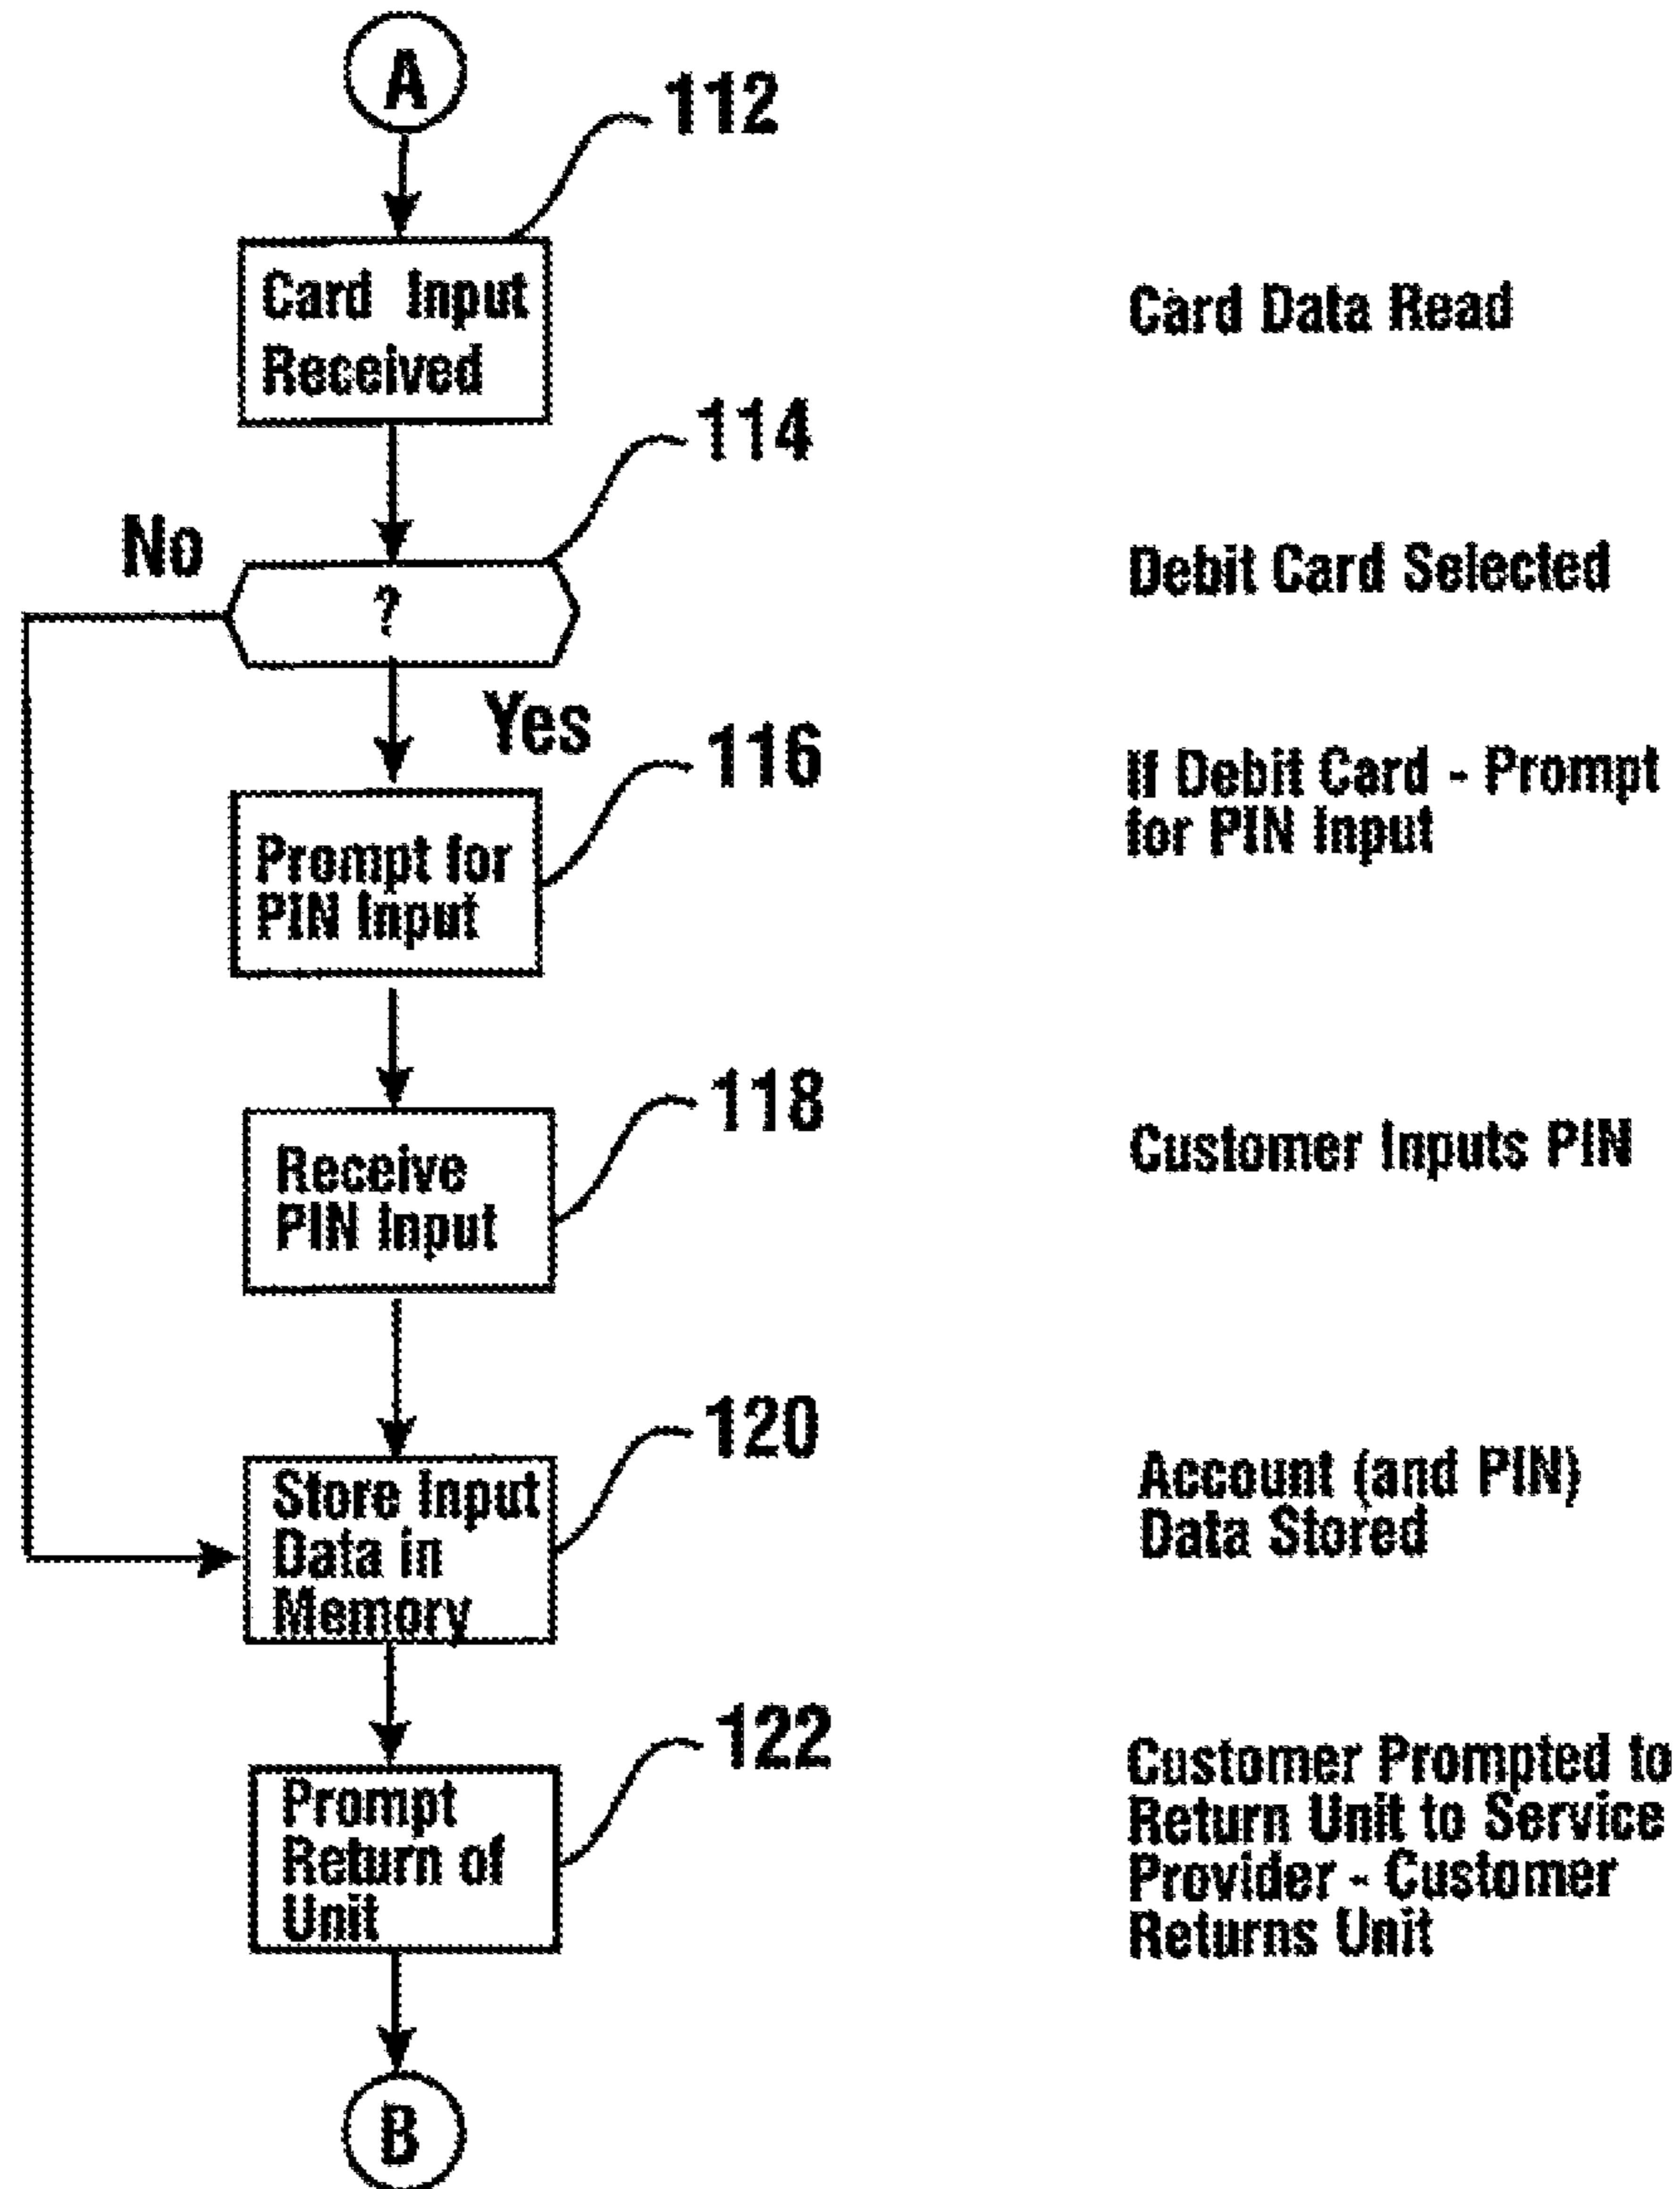 A
112
Card Input
Received
Card Data Read
114
No
?
Debit Card Selected
Yes
116
Prompt for
PIN Input
If Debit Card - Prompt
for PIN Input
118
Receive
PIN Input
Customer Inputs PIN
120
Store Input
Data in
Memory
Account (and PIN)
Data Stored
122
Prompt
Return of
Unit
Customer Prompted to
Return Unit to Service
Provider - Customer
Returns Unit
B